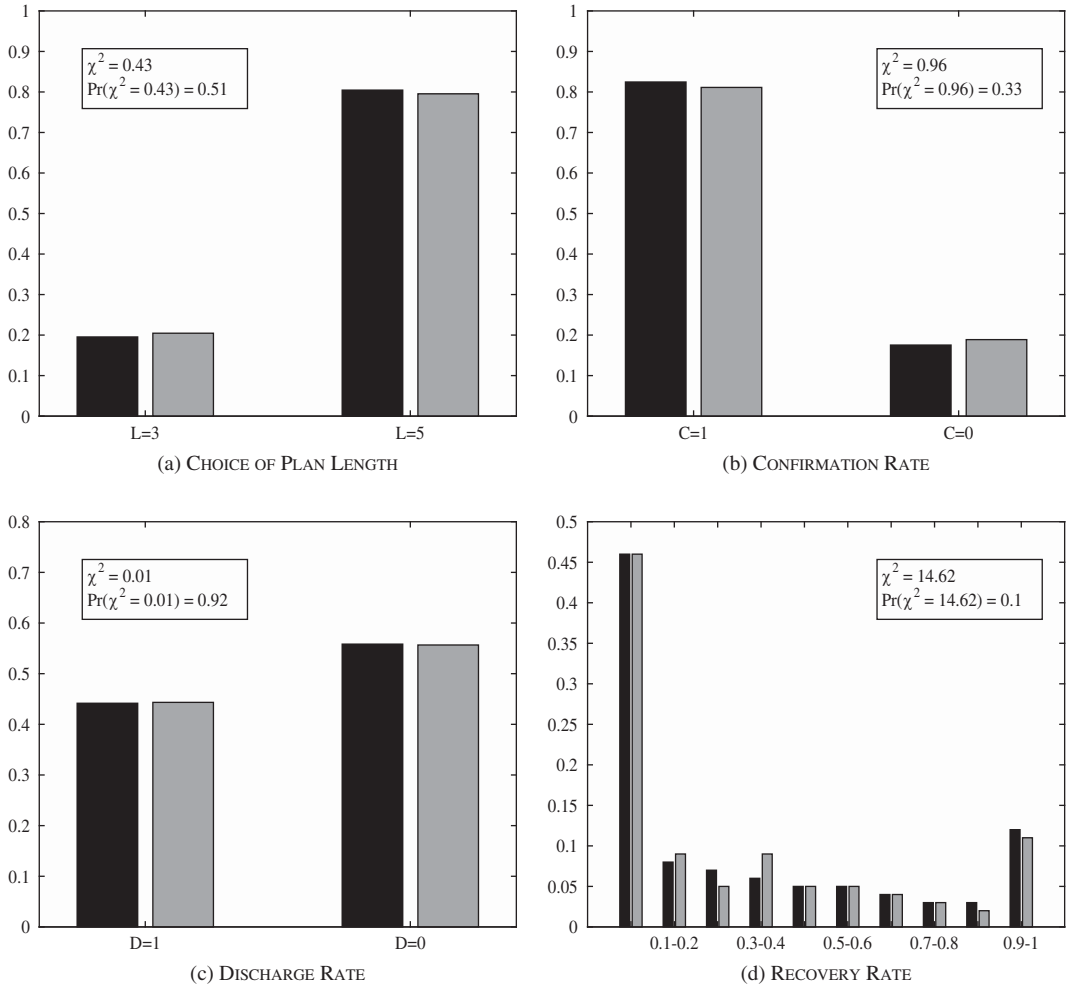 1
0.9
0.8
0.7
0.6
0.5
0.4
0.3
0.2
0.1
0
χ² = 0.43
Pr(χ² = 0.43) = 0.51
L=3 L=5
(a) CHOICE OF PLAN LENGTH
1
0.9
0.8
0.7
0.6
0.5
0.4
0.3
0.2
0.1
0
χ² = 0.96
Pr(χ² = 0.96) = 0.33
C=1 C=0
(b) CONFIRMATION RATE
0.8
0.7
0.6
0.5
0.4
0.3
0.2
0.1
0
χ² = 0.01
Pr(χ² = 0.01) = 0.92
D=1 D=0
(c) DISCHARGE RATE
0.5
0.45
0.4
0.35
0.3
0.25
0.2
0.15
0.1
0.05
0
χ² = 14.62
Pr(χ² = 14.62) = 0.1
0.1-0.2 0.3-0.4 0.5-0.6 0.7-0.8 0.9-1
(d) RECOVERY RATE